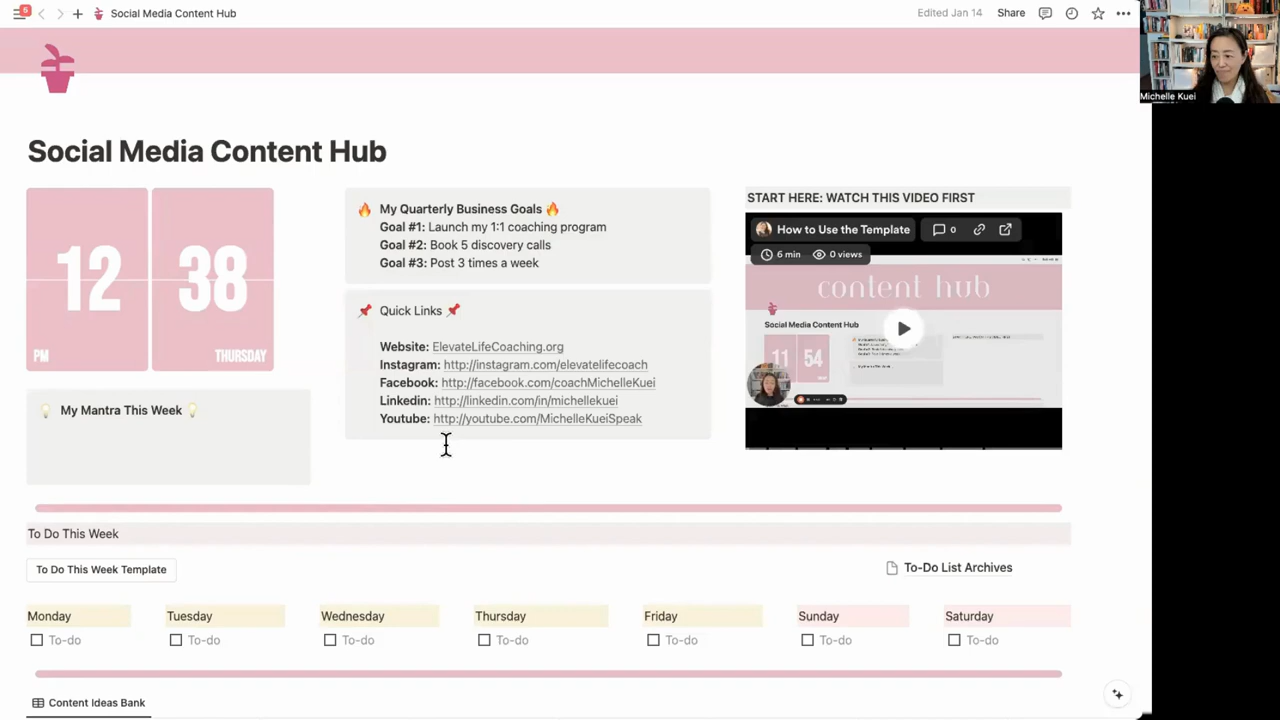 6
Social Media Content Hub
Edited Jan 14
Share
Michelle Kuei
Social Media Content Hub
12
PM
38
THURSDAY
My Mantra This Week
My Quarterly Business Goals
Goal #1: Launch my 1:1 coaching program
Goal #2: Book 5 discovery calls
Goal #3: Post 3 times a week
Quick Links
Website: ElevateLifeCoaching.org
Instagram: http://instagram.com/elevatelifecoach
Facebook: http://facebook.com/coachMichelleKuei
Linkedin: http://linkedin.com/in/michellekuei
Youtube: http://youtube.com/MichelleKueiSpeak
START HERE: WATCH THIS VIDEO FIRST
How to Use the Template
0
6 min
0 views
content hub
Social Media Content Hub
11
54
To Do This Week
To Do This Week Template
To-Do List Archives
Monday
Tuesday
Wednesday
Thursday
Friday
Sunday
Saturday
To-do
To-do
To-do
To-do
To-do
To-do
To-do
Content Ideas Bank